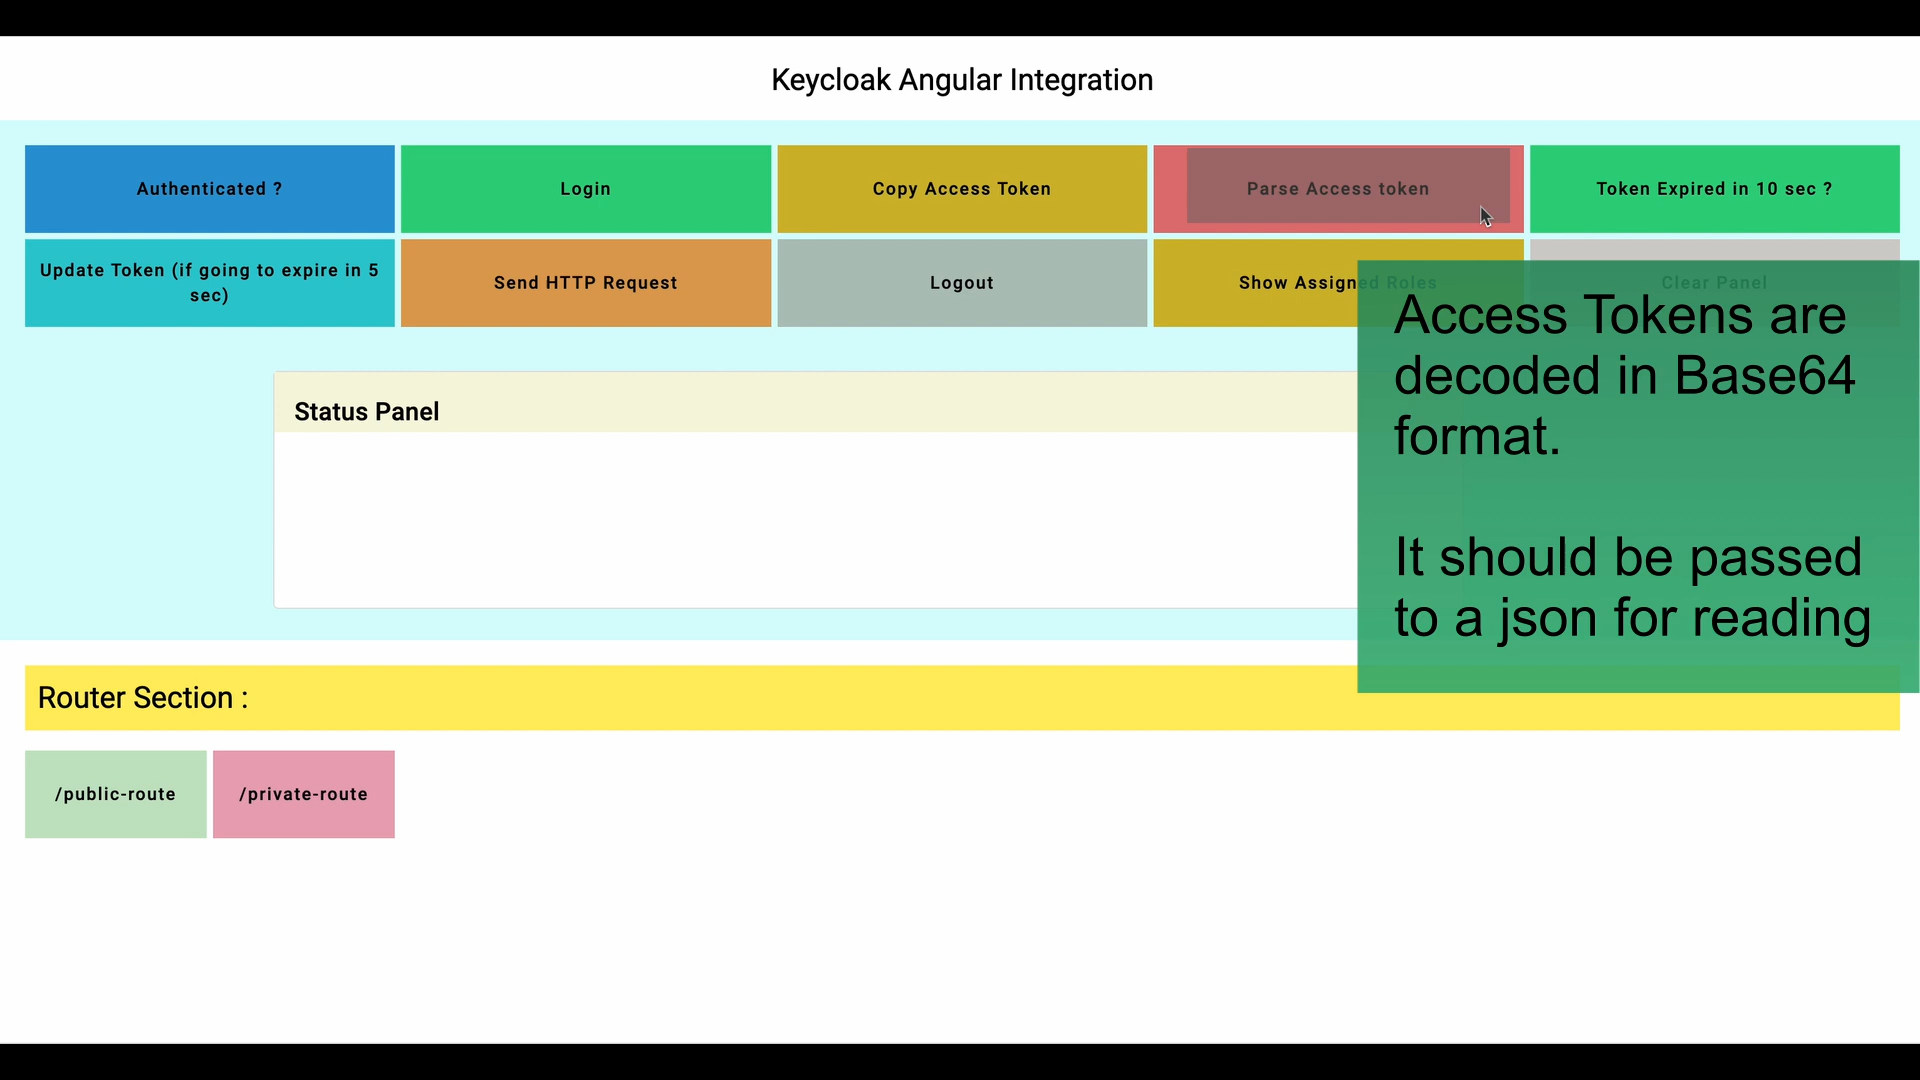 Keycloak Angular Integration
Authenticated ?
Login
Copy Access Token
Parse Access token
Token Expired in 10 sec ?
Update Token (if going to expire in 5
sec)
Send HTTP Request
Logout
Show Assigned Roles
Clear Panel
Access Tokens are
decoded in Base64
format.
It should be passed
to a json for reading
Status Panel
Router Section :
/public-route
/private-route